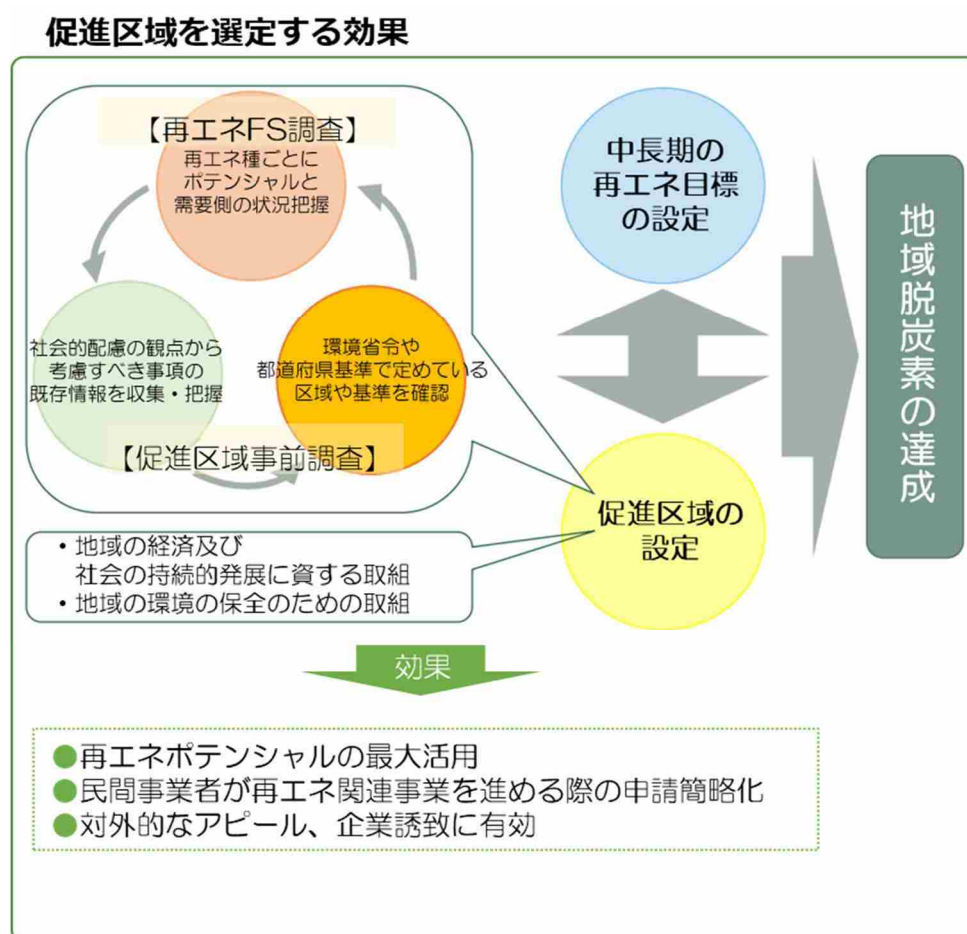 促進区域を選定する効果
【再エネFS調査】
再エネ種ごとに
ポテンシャルと
需要側の状況把握
社会的配慮の観点から
考慮すべき事項の
既存情報を収集・把握
環境省令や
都道府県基準で定めている
区域や基準を確認
【促進区域事前調査】
中長期の
再エネ目標
の設定
促進区域の
設定
地域脱炭素の達成
・地域の経済及び
社会の持続的発展に資する取組
・地域の環境の保全のための取組
効果
●再エネポテンシャルの最大活用
●民間事業者が再エネ関連事業を進める際の申請簡略化
●対外的なアピール、企業誘致に有効